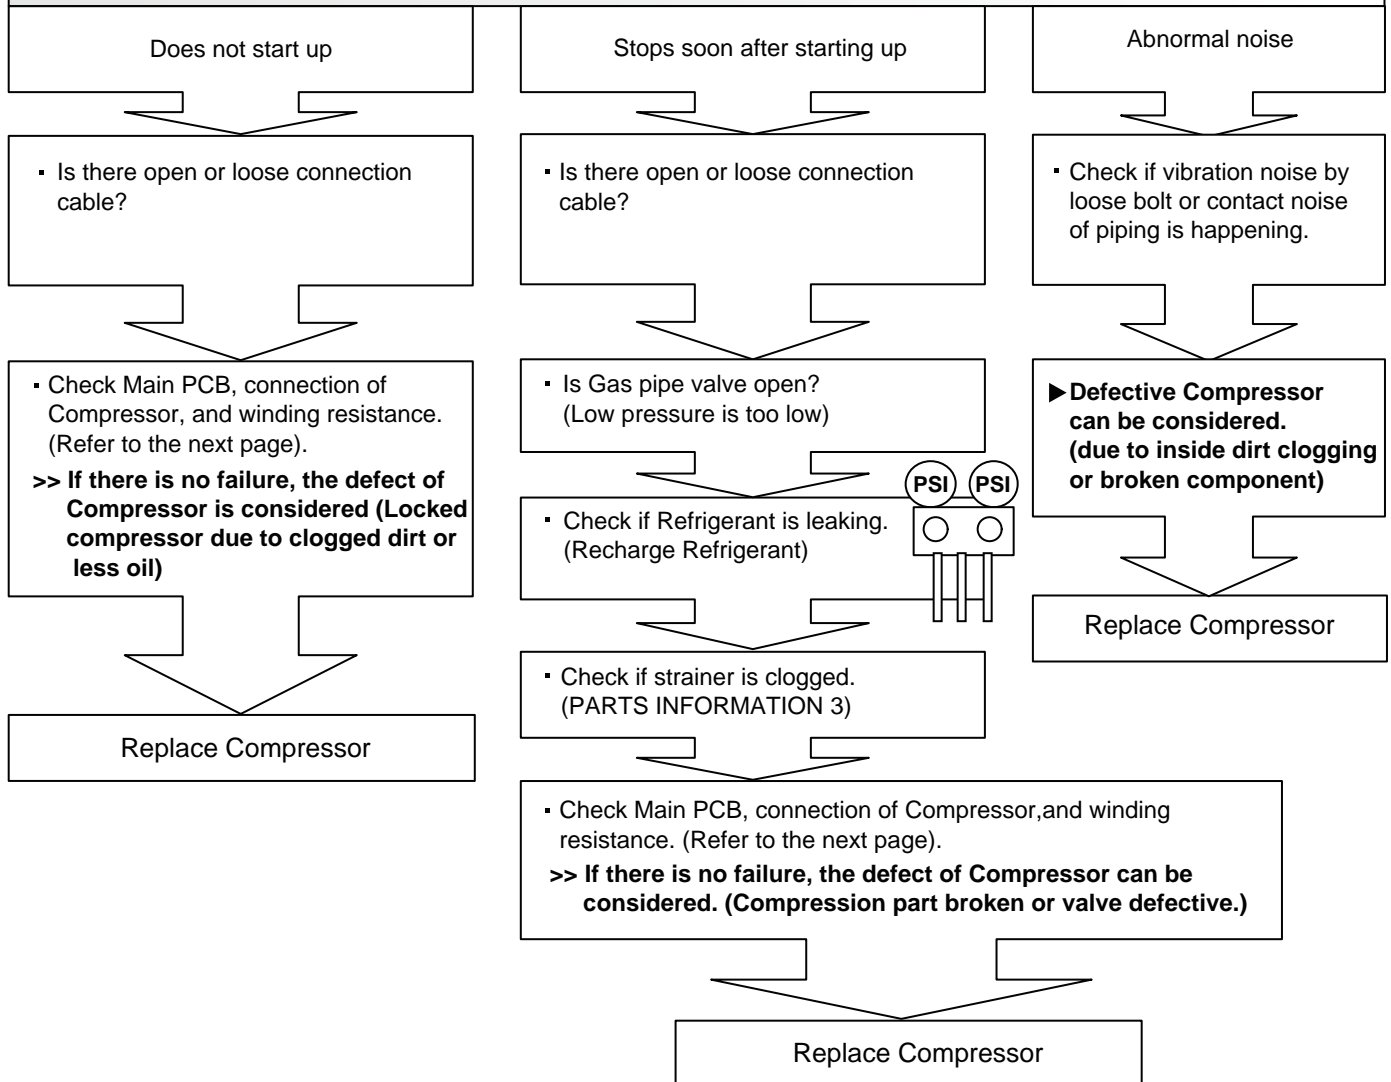 Does not start up
· Is there open or loose connection
cable?
· Check Main PCB, connection of
Compressor, and winding resistance.
(Refer to the next page).
>> If there is no failure, the defect of
Compressor is considered (Locked
compressor due to clogged dirt or
less oil)
Replace Compressor
Stops soon after starting up
· Is there open or loose connection
cable?
· Is Gas pipe valve open?
(Low pressure is too low)
· Check if Refrigerant is leaking.
(Recharge Refrigerant)
PSI PSI
· Check if strainer is clogged.
(PARTS INFORMATION 3)
· Check Main PCB, connection of Compressor,and winding
resistance. (Refer to the next page).
>> If there is no failure, the defect of Compressor can be
considered. (Compression part broken or valve defective.)
Replace Compressor
Abnormal noise
· Check if vibration noise by
loose bolt or contact noise
of piping is happening.
▶Defective Compressor
can be considered.
(due to inside dirt clogging
or broken component)
Replace Compressor